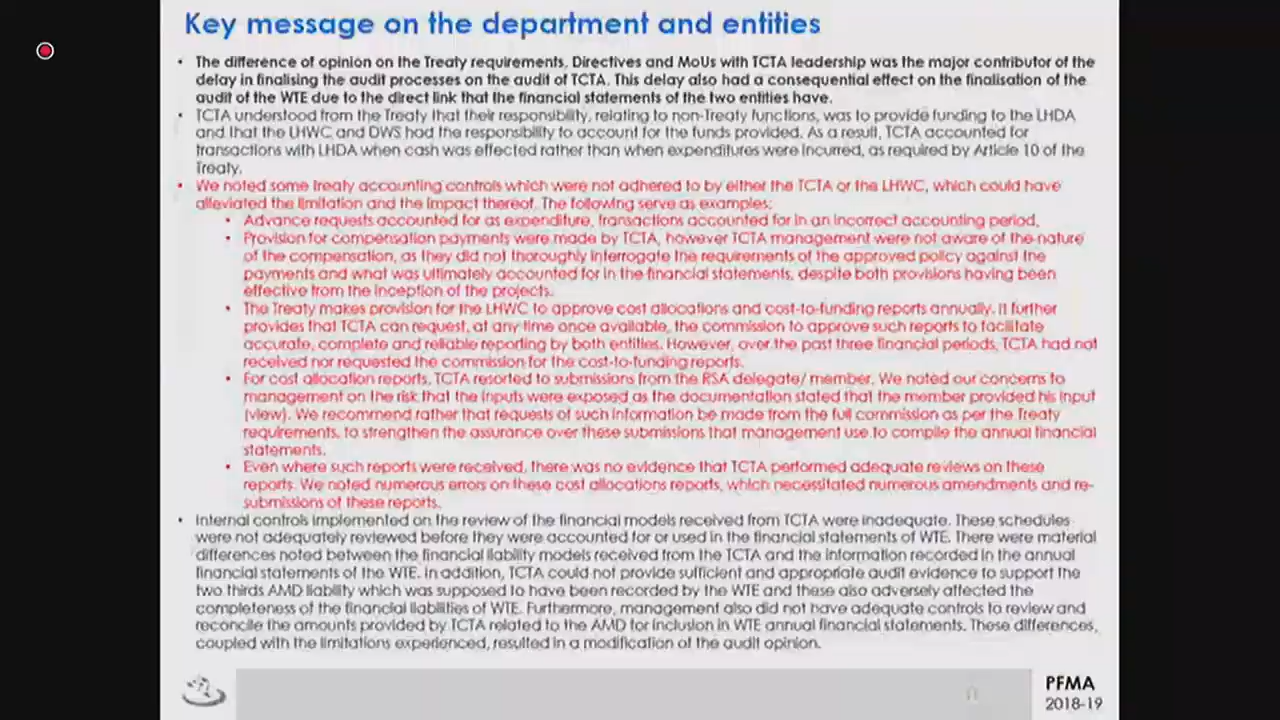 Key message on the department and entities
• The difference of opinion on the Treaty requirements, Directives and MoUs with TCTA leadership was the major contributor of the
delay in finalising the audit processes on the audit of TCTA. This delay also had a consequential effect on the finalisation of the
audit of the WTE due to the direct link that the financial statements of the two entities have.
• TCTA understood from the Treaty that their responsibility, relating to non-Treaty functions, was to provide funding to the LHDA
and that the LHWC and DWS had the responsibility to account for the funds provided. As a result, TCTA accounted for
transactions with LHDA when cash was effected rather than when expenditures were incurred, as required by Article 10 of the
Treaty.
• We noted some treaty accounting controls which were not adhered to by either the TCTA or the LHWC, which could have
alleviated the limitation and the impact thereof. The following serve as examples:
• Advance requests accounted for as expenditure, transactions accounted for in an incorrect accounting period,
• Provision for compensation payments were made by TCTA, however TCTA management were not aware of the nature
of the compensation, as they did not thoroughly interrogate the requirements of the approved policy against the
payments and what was ultimately accounted for in the financial statements, despite both provisions having been
effective from the inception of the projects.
• The Treaty makes provision for the LHWC to approve cost allocations and cost-to-funding reports annually. It further
provides that TCTA can request, at any time once available, the commission to approve such reports to facilitate
accurate, complete and reliable reporting by both entities. However, over the past three financial periods, TCTA had not
received nor requested the commission for the cost-to-funding reports.
• For cost allocation reports, TCTA resorted to submissions from the RSA delegate/ member. We noted our concerns to
management on the risk that the inputs were exposed as the documentation stated that the member provided his input
(view). We recommend rather that requests of such information be made from the full commission as per the Treaty
requirements, to strengthen the assurance over these submissions that management use to compile the annual financial
statements.
• Even where such reports were received, there was no evidence that TCTA performed adequate reviews on these
reports. We noted numerous errors on these cost allocations reports, which necessitated numerous amendments and re-
submissions of these reports.
• Internal controls implemented on the review of the financial models received from TCTA were inadequate. These schedules
were not adequately reviewed before they were accounted for or used in the financial statements of WTE. There were material
differences noted between the financial liability models received from the TCTA and the information recorded in the annual
financial statements of the WTE. In addition, TCTA could not provide sufficient and appropriate audit evidence to support the
two thirds AMD liability which was supposed to have been recorded by the WTE and these also adversely affected the
completeness of the financial liabilities of WTE. Furthermore, management also did not have adequate controls to review and
reconcile the amounts provided by TCTA related to the AMD for inclusion in WTE annual financial statements. These differences,
coupled with the limitations experienced, resulted in a modification of the audit opinion.
PFMA
2018-19